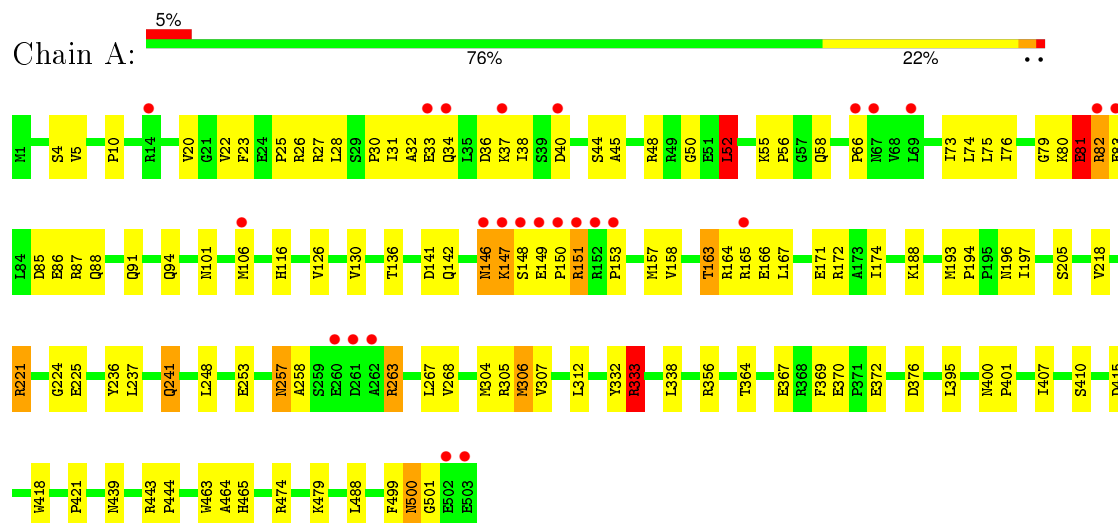 5%
Chain A:
76% 22% • •
M1 S4 V5 P10 R14 V20 G21 V22 F23 E24 P25 R26 R27 L28 S29 P30 I31 A32 E33 Q34 L35 D36 K37 I38 S39 D40 S44 A45 R48 R49 G50 E51 L52 K55 P56 G57 Q58 P66 N67 V68 L69 I73 L74 L75 I76 G79 K80 E81 R82
L84 D85 E86 R87 Q88 Q91 Q94 N101 M106 H116 V126 V130 T136 D141 Q142 N146 K147 S148 E149 P150 R151 R152 P153 M157 V158 T163 R164 R165 E166 L167 E171 R172 A173 I174 K188 M193 P194 P195 N196 I197 S205 V218
R221 G224 E225 Y236 L237 Q241 L248 E253 N257 A258 S259 E260 D261 A262 R263 L267 V268 M304 R305 M306 V307 L312 Y332 R333 L338 R356 T364 E367 R368 F369 E370 P371 E372 D376 L395 N400 P401 I407 S410
W418 P421 N439 R443 P444 W463 A464 H465 R474 K479 L488 F499 N500 G501 E502 E503